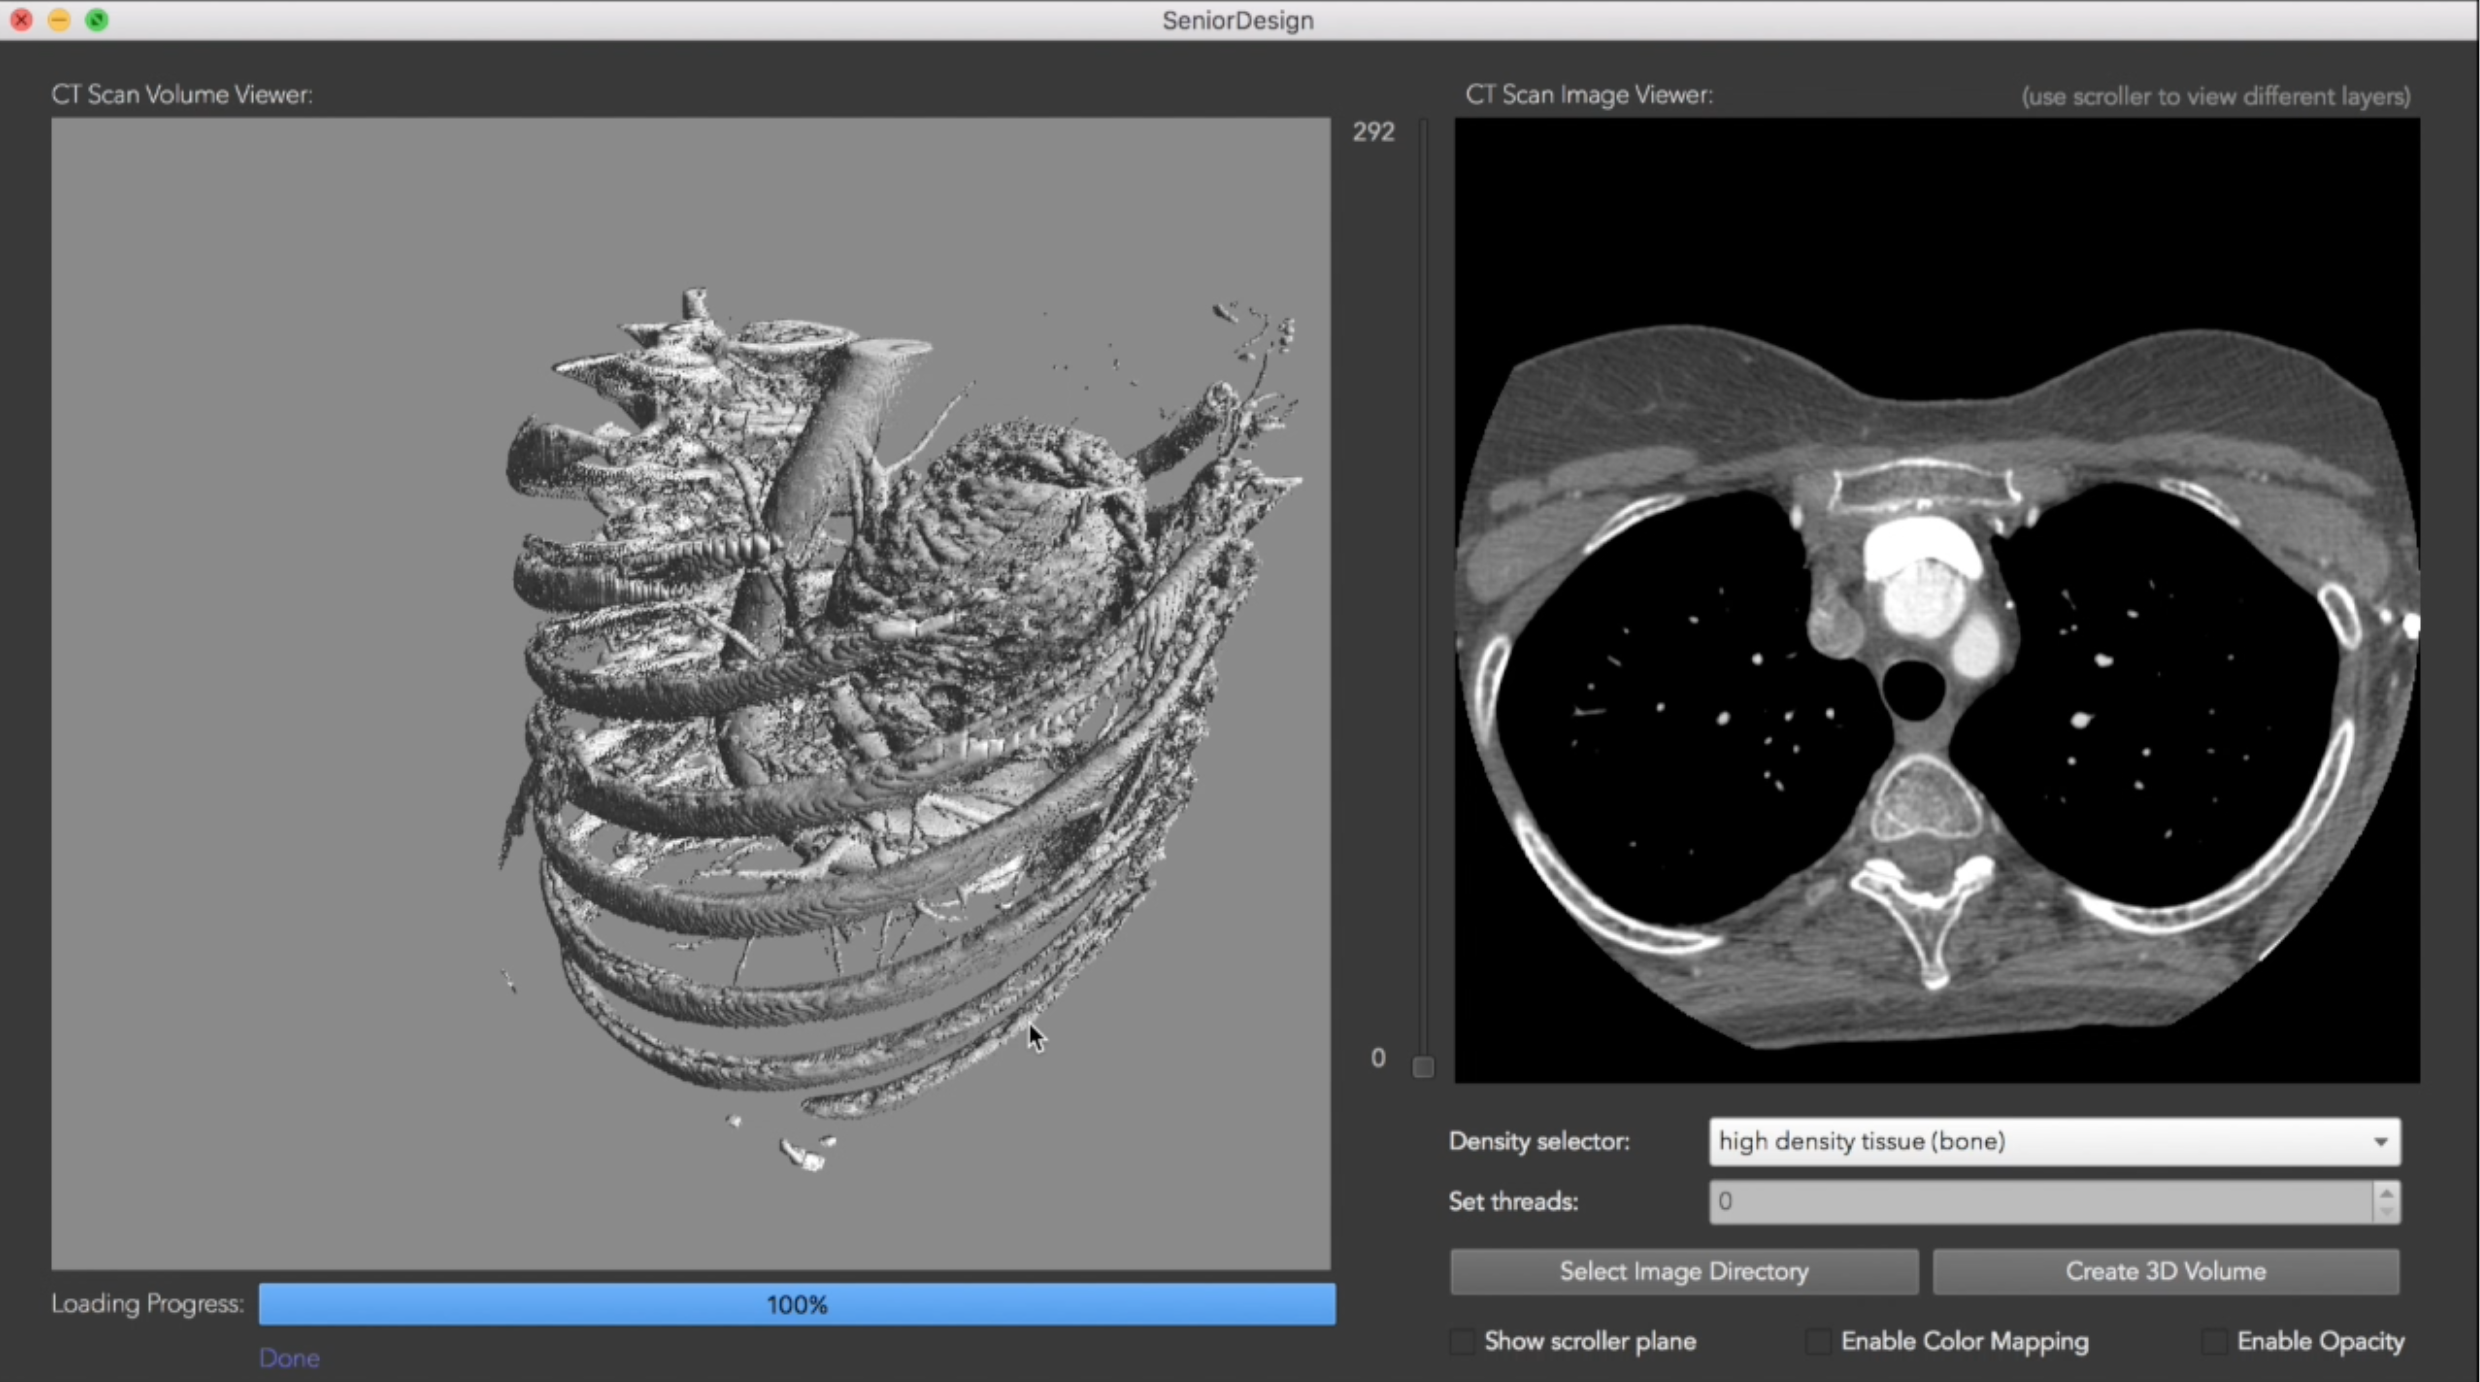 SeniorDesign
CT Scan Volume Viewer:
CT Scan Image Viewer:
(use scroller to view different layers)
292
0
Density selector:
high density tissue (bone)
Set threads:
0
Select Image Directory
Create 3D Volume
Loading Progress:
100%
Done
Show scroller plane
Enable Color Mapping
Enable Opacity